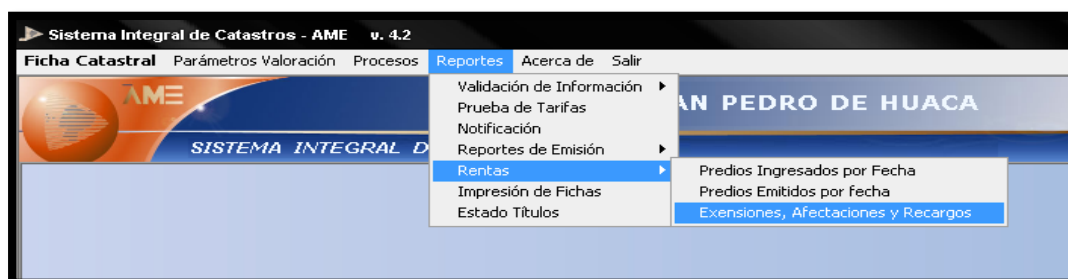 Sistema Integral de Catastros - AME v. 4.2
Ficha Catastral Parámetros Valoración Procesos Reportes Acerca de Salir
AME
AN PEDRO DE HUACA
SISTEMA INTEGRAL D
Validación de Información
Prueba de Tarifas
Notificación
Reportes de Emisión
Rentas
Impresión de Fichas
Estado Títulos
Predios Ingresados por Fecha
Predios Emitidos por fecha
Exensiones, Afectaciones y Recargos